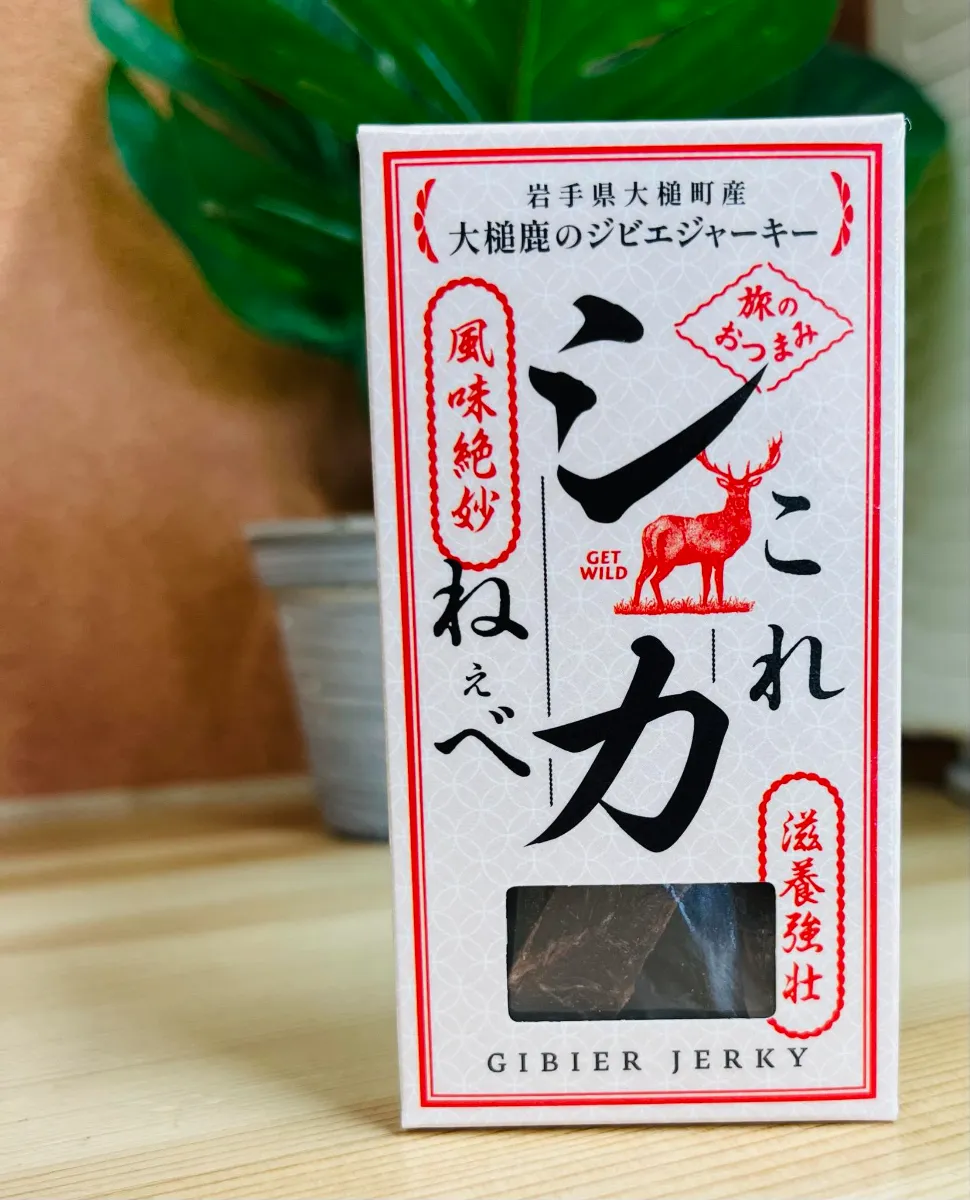 岩手県大槌町産
大槌鹿のジビエジャーキー
旅の
おつまみ
これ
シカ
ねぇべ
風味絶妙
GET
WILD
滋養強壮
GIBIER JERKY